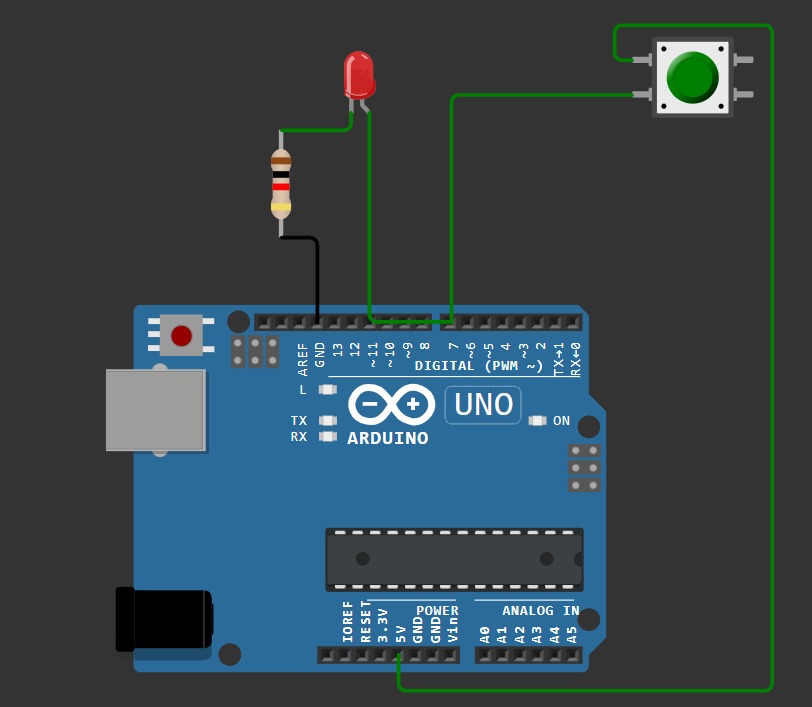 AREF
GND
13
12
~11
~10
~9
8
7
~6
~5
4
~3
2
TX→1
RX←0
DIGITAL (PWM ~)
L
TX
RX
UNO
ON
ARDUINO
IOREF
RESET
3.3V
5V
GND
GND
Vin
POWER
ANALOG IN
A0
A1
A2
A3
A4
A5